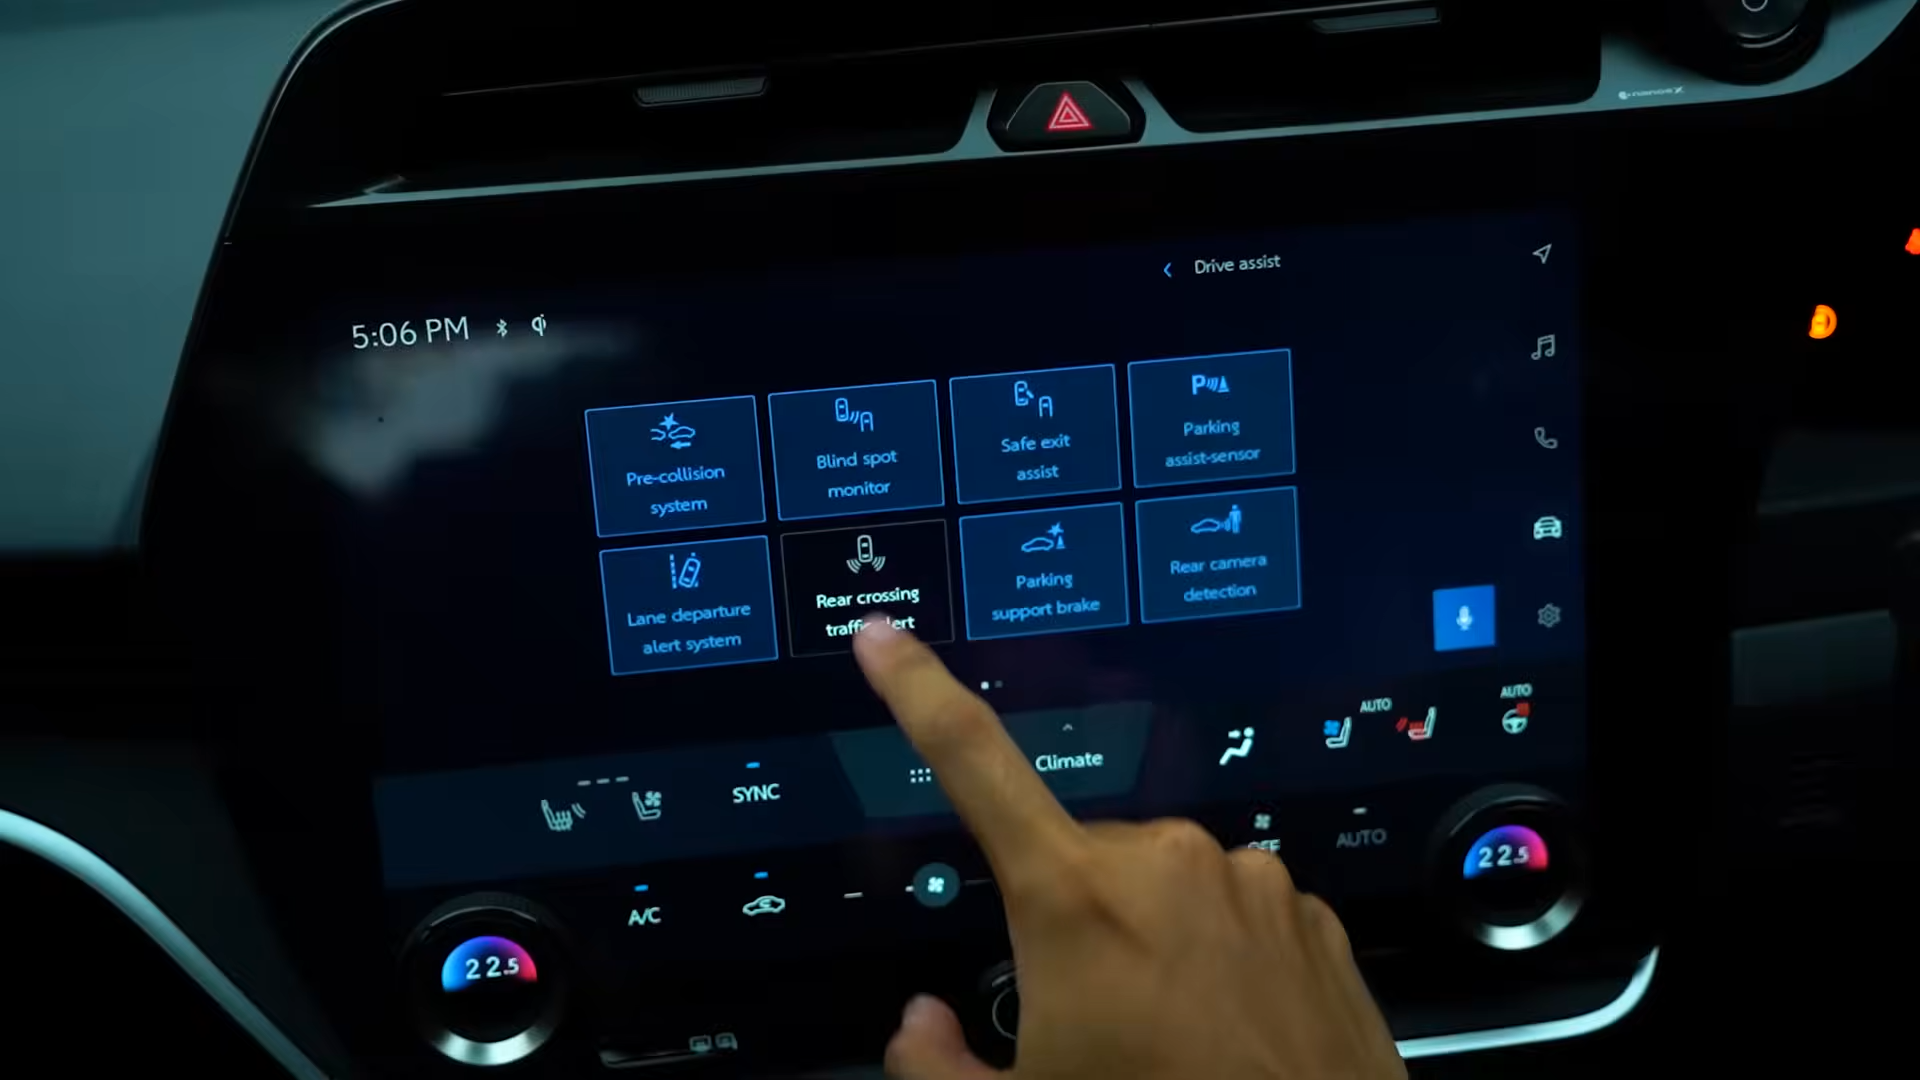 nanoe X
Drive assist
5:06 PM
Pre-collision
system
Blind spot
monitor
Safe exit
assist
P
Parking
assist-sensor
Lane departure
alert system
Rear crossing
Parking
support brake
Rear camera
detection
AUTO
AUTO
SYNC
Climate
AUTO
A/C
22.5
22.5